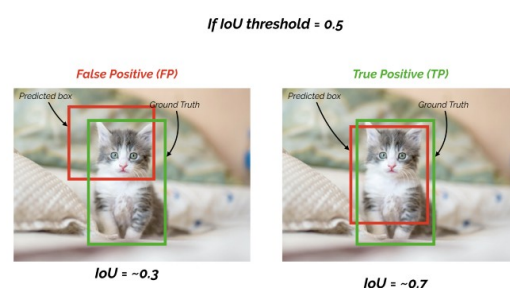 If IoU threshold = 0.5
False Positive (FP)
Predicted box
Ground Truth
IoU = ~0.3
True Positive (TP)
Predicted box
Ground Truth
IoU = ~0.7